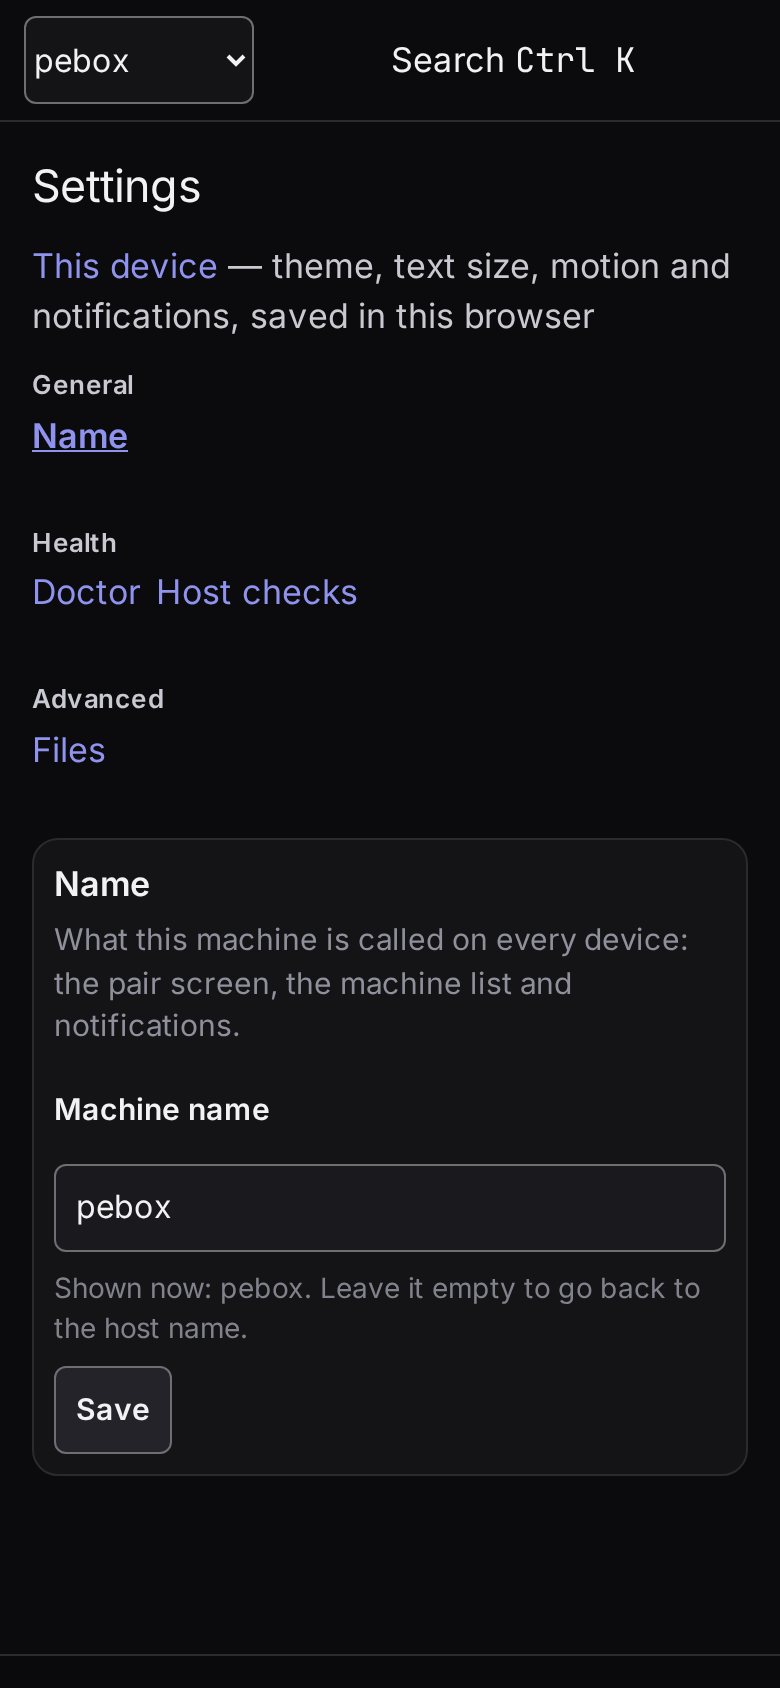 pebox
Search Ctrl K
Settings
This device — theme, text size, motion and
notifications, saved in this browser
General
Name
Health
Doctor Host checks
Advanced
Files
Name
What this machine is called on every device:
the pair screen, the machine list and
notifications.
Machine name
pebox
Shown now: pebox. Leave it empty to go back to
the host name.
Save